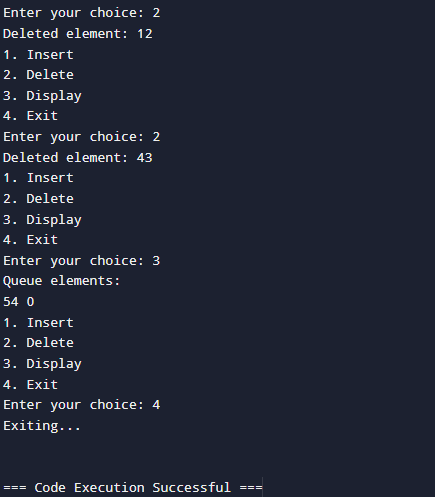 Enter your choice: 2
Deleted element: 12
1. Insert
2. Delete
3. Display
4. Exit
Enter your choice: 2
Deleted element: 43
1. Insert
2. Delete
3. Display
4. Exit
Enter your choice: 3
Queue elements:
54 0
1. Insert
2. Delete
3. Display
4. Exit
Enter your choice: 4
Exiting...
=== Code Execution Successful ===